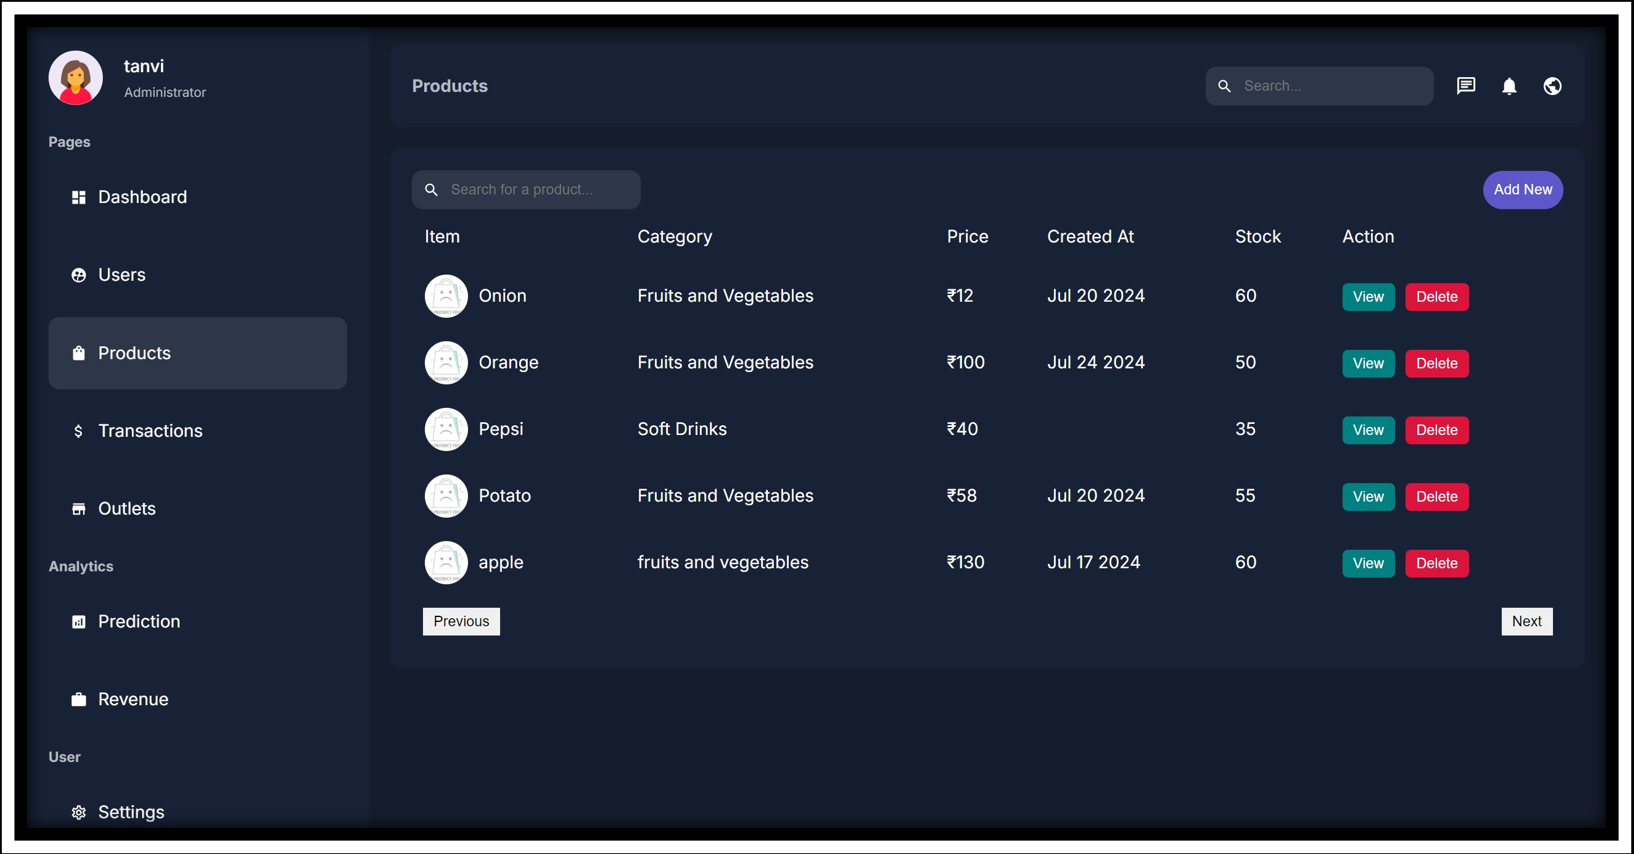 tanvi
Administrator
Pages
Dashboard
Users
Products
Transactions
Outlets
Analytics
Prediction
Revenue
User
Settings
Products
Search...
Search for a product...
Add New
Item Category Price Created At Stock Action
Onion Fruits and Vegetables ₹12 Jul 20 2024 60 View Delete
Orange Fruits and Vegetables ₹100 Jul 24 2024 50 View Delete
Pepsi Soft Drinks ₹40 35 View Delete
Potato Fruits and Vegetables ₹58 Jul 20 2024 55 View Delete
apple fruits and vegetables ₹130 Jul 17 2024 60 View Delete
Previous Next